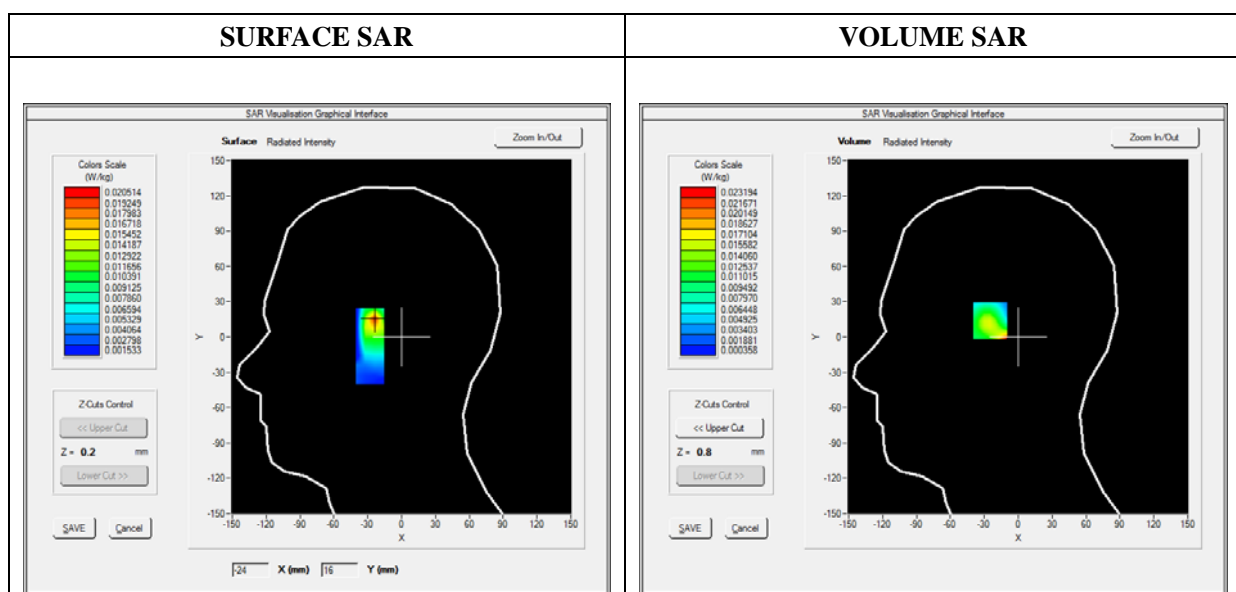 SURFACE SAR
VOLUME SAR
SAR Visualisation Graphical Interface
Surface Radiated Intensity
Zoom In/Out
Colors Scale
(W/kg)
0.020514
0.019249
0.017983
0.016718
0.015452
0.014187
0.012922
0.011656
0.010391
0.009125
0.007860
0.006594
0.005329
0.004064
0.002798
0.001533
150
120
90
60
30
0
-30
-60
-90
-120
-150
Y
-150 -120 -90 -60 -30 0 30 60 90 120 150
X
Z-Cuts Control
<< Upper Cut
Z = 0.2 mm
Lower Cut >>
SAVE Cancel
-24 X (mm) 16 Y (mm)
SAR Visualisation Graphical Interface
Volume Radiated Intensity
Zoom In/Out
Colors Scale
(W/kg)
0.023194
0.021671
0.020149
0.018627
0.017104
0.015582
0.014060
0.012537
0.011015
0.009492
0.007970
0.006448
0.004925
0.003403
0.001881
0.000358
150
120
90
60
30
0
-30
-60
-90
-120
-150
Y
-150 -120 -90 -60 -30 0 30 60 90 120 150
X
Z-Cuts Control
<< Upper Cut
Z = 0.8 mm
Lower Cut >>
SAVE Cancel